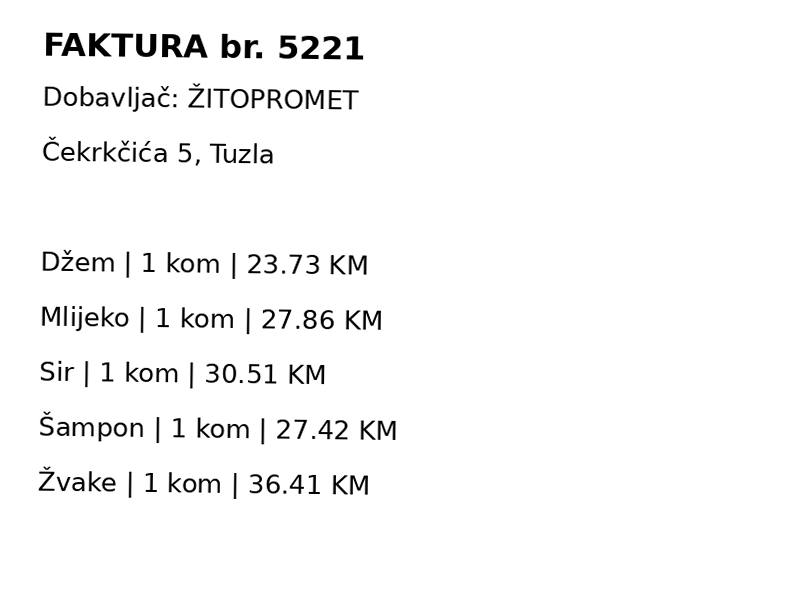 FAKTURA br. 5221
Dobavljač: ŽITOPROMET
Čekrkčića 5, Tuzla
Džem | 1 kom | 23.73 KM
Mlijeko | 1 kom | 27.86 KM
Sir | 1 kom | 30.51 KM
Šampon | 1 kom | 27.42 KM
Žvake | 1 kom | 36.41 KM